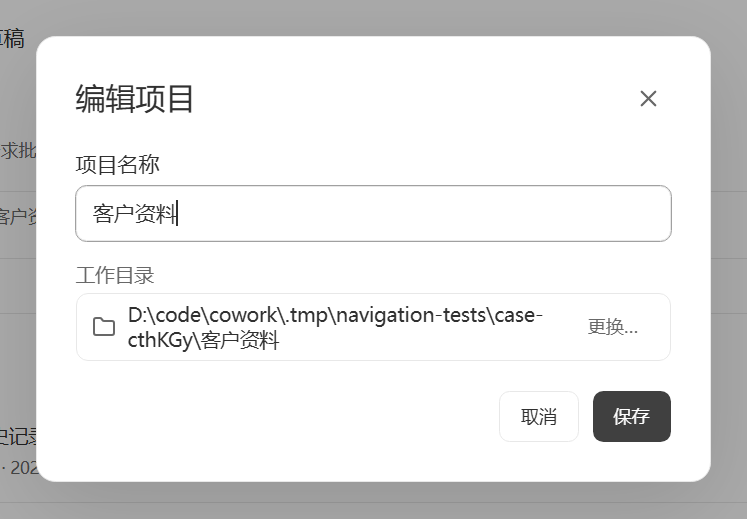 草稿
编辑项目
求批
项目名称
客户资
客户资料
工作目录
D:\code\cowork\.tmp\navigation-tests\case-
cthKGy\客户资料
更换...
取消
保存
史记录
· 202